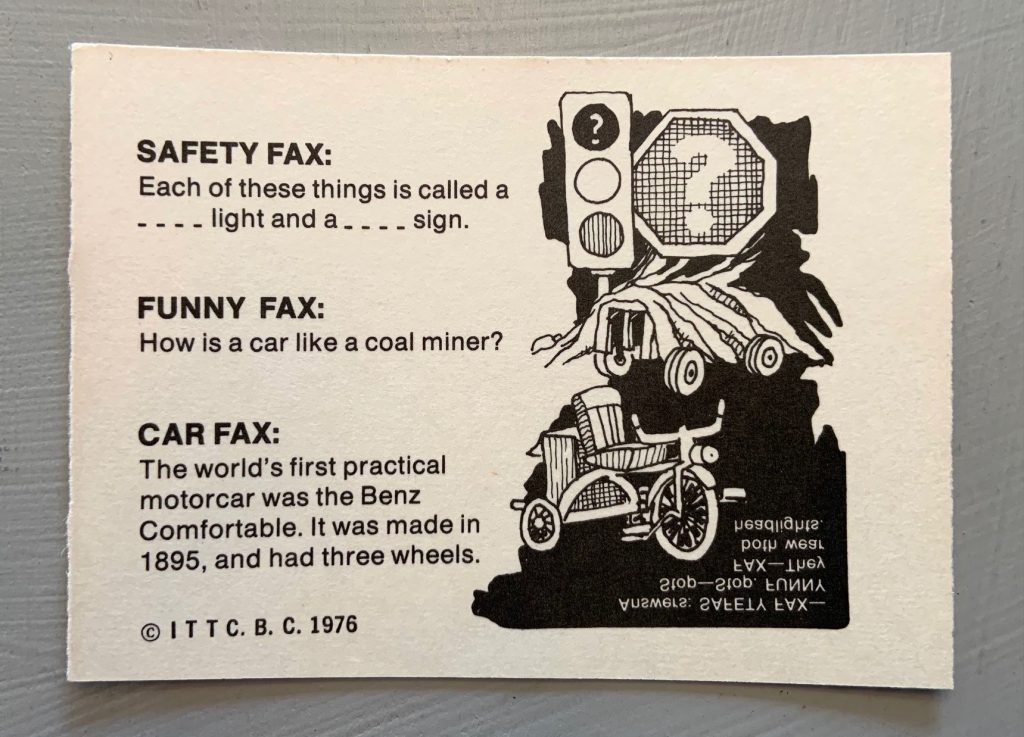 SAFETY FAX:
Each of these things is called a
_ _ _ _ light and a _ _ _ _ sign.
FUNNY FAX:
How is a car like a coal miner?
CAR FAX:
The world's first practical
motorcar was the Benz
Comfortable. It was made in
1895, and had three wheels.
© I T T C. B. C. 1976
?
?
Answers: SAFETY FAX—
Stop—Stop. FUNNY
FAX—They
both wear
headlights.